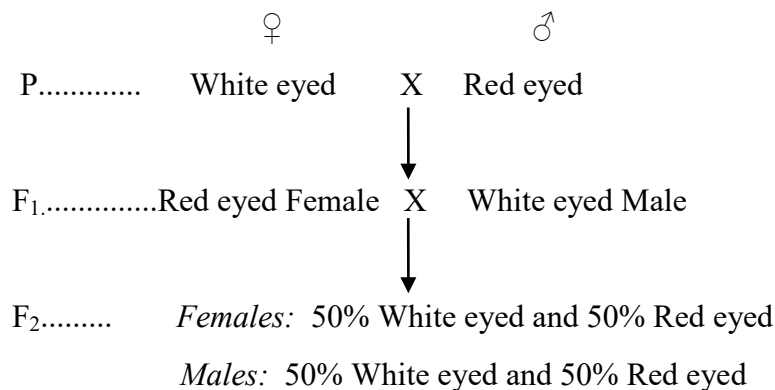 ♀ ♂
P............. White eyed X Red eyed
F₁...............Red eyed Female X White eyed Male
F₂......... Females: 50% White eyed and 50% Red eyed
Males: 50% White eyed and 50% Red eyed